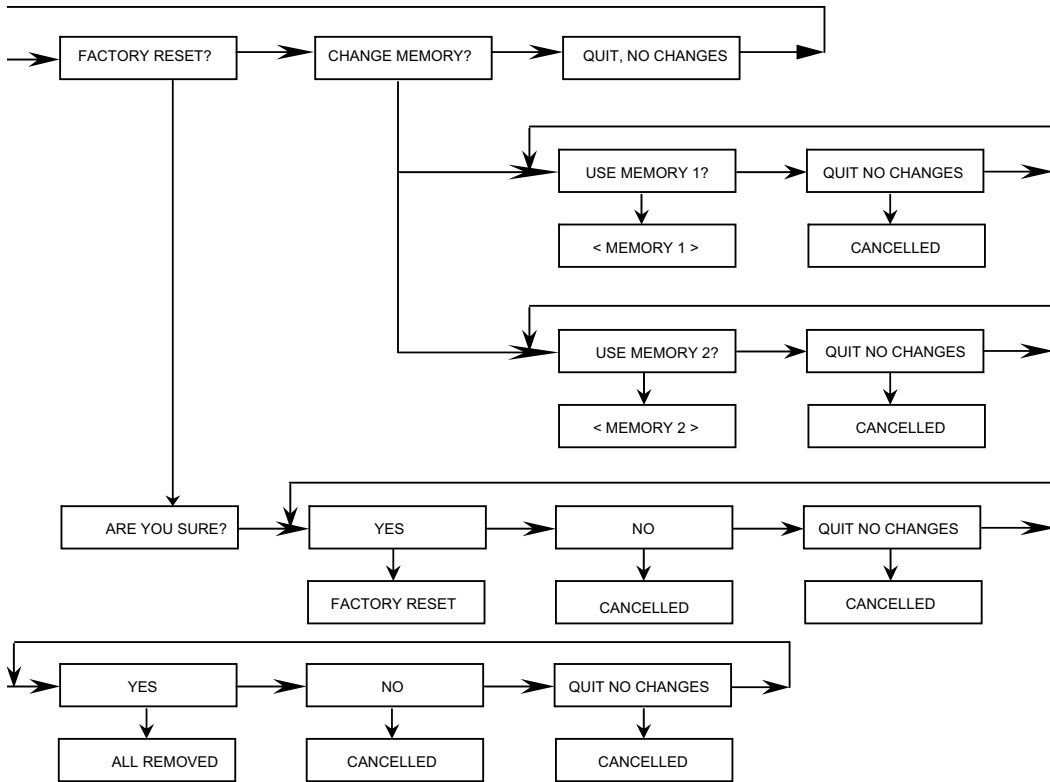 FACTORY RESET?
CHANGE MEMORY?
QUIT, NO CHANGES
USE MEMORY 1?
QUIT NO CHANGES
< MEMORY 1 >
CANCELLED
USE MEMORY 2?
QUIT NO CHANGES
< MEMORY 2 >
CANCELLED
ARE YOU SURE?
YES
NO
QUIT NO CHANGES
FACTORY RESET
CANCELLED
CANCELLED
YES
NO
QUIT NO CHANGES
ALL REMOVED
CANCELLED
CANCELLED